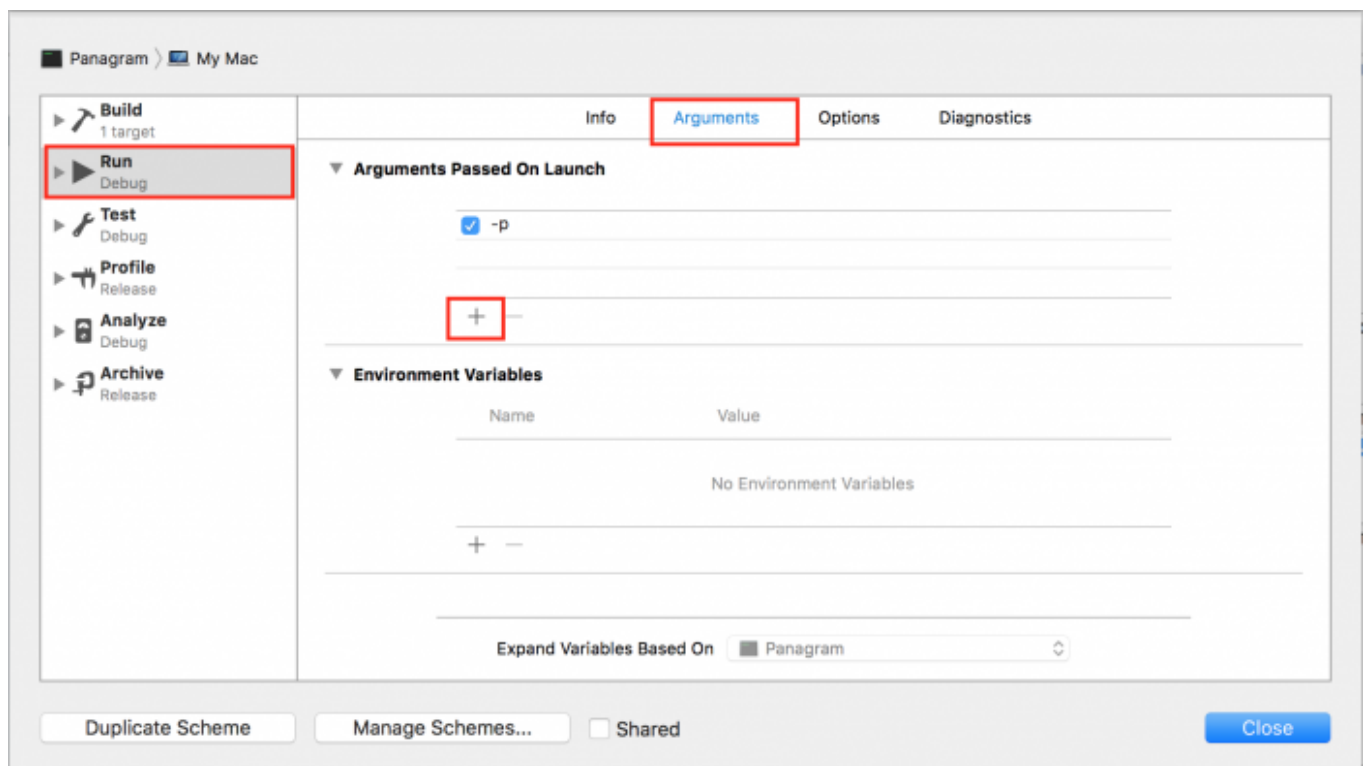 Panagram My Mac
Build
1 target
Run
Debug
Test
Debug
Profile
Release
Analyze
Debug
Archive
Release
Info Arguments Options Diagnostics
Arguments Passed On Launch
-p
+ −
Environment Variables
Name Value
No Environment Variables
+ −
Expand Variables Based On Panagram
Duplicate Scheme Manage Schemes... Shared Close